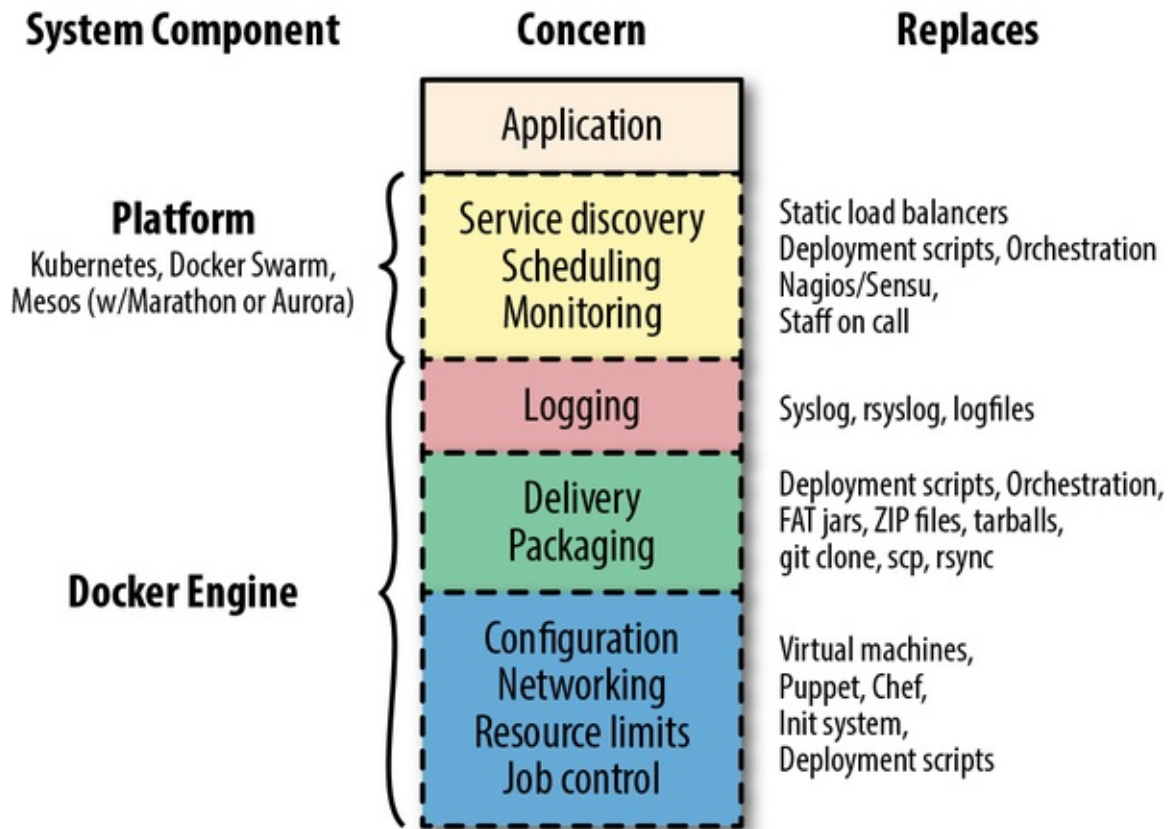 System Component
Concern
Replaces
Application
Platform
Kubernetes, Docker Swarm,
Mesos (w/Marathon or Aurora)
Service discovery
Scheduling
Monitoring
Static load balancers
Deployment scripts, Orchestration
Nagios/Sensu,
Staff on call
Logging
Syslog, rsyslog, logfiles
Docker Engine
Delivery
Packaging
Deployment scripts, Orchestration,
FAT jars, ZIP files, tarballs,
git clone, scp, rsync
Configuration
Networking
Resource limits
Job control
Virtual machines,
Puppet, Chef,
Init system,
Deployment scripts